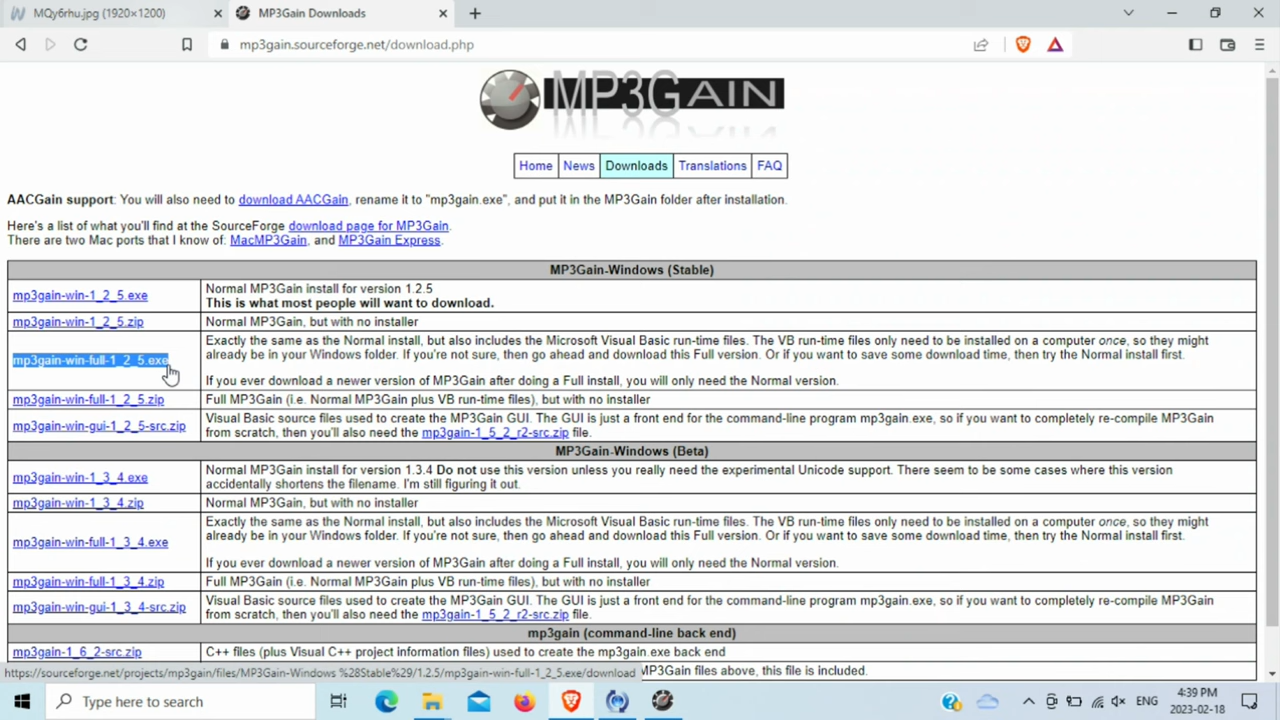 MQy6rhu.jpg (1920×1200)
MP3Gain Downloads
mp3gain.sourceforge.net/download.php
MP3GAIN
Home
News
Downloads
Translations
FAQ
AACGain support: You will also need to download AACGain, rename it to "mp3gain.exe", and put it in the MP3Gain folder after installation.
Here's a list of what you'll find at the SourceForge download page for MP3Gain.
There are two Mac ports that I know of: MacMP3Gain, and MP3Gain Express.
MP3Gain-Windows (Stable)
mp3gain-win-1_2_5.exe
Normal MP3Gain install for version 1.2.5
This is what most people will want to download.
mp3gain-win-1_2_5.zip
Normal MP3Gain, but with no installer
mp3gain-win-full-1_2_5.exe
Exactly the same as the Normal install, but also includes the Microsoft Visual Basic run-time files. The VB run-time files only need to be installed on a computer once, so they might
already be in your Windows folder. If you're not sure, then go ahead and download this Full version. Or if you want to save some download time, then try the Normal install first.
If you ever download a newer version of MP3Gain after doing a Full install, you will only need the Normal version.
mp3gain-win-full-1_2_5.zip
Full MP3Gain (i.e. Normal MP3Gain plus VB run-time files), but with no installer
mp3gain-win-gui-1_2_5-src.zip
Visual Basic source files used to create the MP3Gain GUI. The GUI is just a front end for the command-line program mp3gain.exe, so if you want to completely re-compile MP3Gain
from scratch, then you'll also need the mp3gain-1_5_2_r2-src.zip file.
MP3Gain-Windows (Beta)
mp3gain-win-1_3_4.exe
Normal MP3Gain install for version 1.3.4 Do not use this version unless you really need the experimental Unicode support. There seem to be some cases where this version
accidentally shortens the filename. I'm still figuring it out.
mp3gain-win-1_3_4.zip
Normal MP3Gain, but with no installer
mp3gain-win-full-1_3_4.exe
Exactly the same as the Normal install, but also includes the Microsoft Visual Basic run-time files. The VB run-time files only need to be installed on a computer once, so they might
already be in your Windows folder. If you're not sure, then go ahead and download this Full version. Or if you want to save some download time, then try the Normal install first.
If you ever download a newer version of MP3Gain after doing a Full install, you will only need the Normal version.
mp3gain-win-full-1_3_4.zip
Full MP3Gain (i.e. Normal MP3Gain plus VB run-time files), but with no installer
mp3gain-win-gui-1_3_4-src.zip
Visual Basic source files used to create the MP3Gain GUI. The GUI is just a front end for the command-line program mp3gain.exe, so if you want to completely re-compile MP3Gain
from scratch, then you'll also need the mp3gain-1_5_2_r2-src.zip file.
mp3gain (command-line back end)
mp3gain-1_6_2-src.zip
C++ files (plus Visual C++ project information files) used to create the mp3gain.exe back end
https://sourceforge.net/projects/mp3gain/files/MP3Gain-Windows %28Stable%29/1.2.5/mp3gain-win-full-1_2_5.exe/download
MP3Gain files above, this file is included.
Type here to search
ENG
4:39 PM
2023-02-18